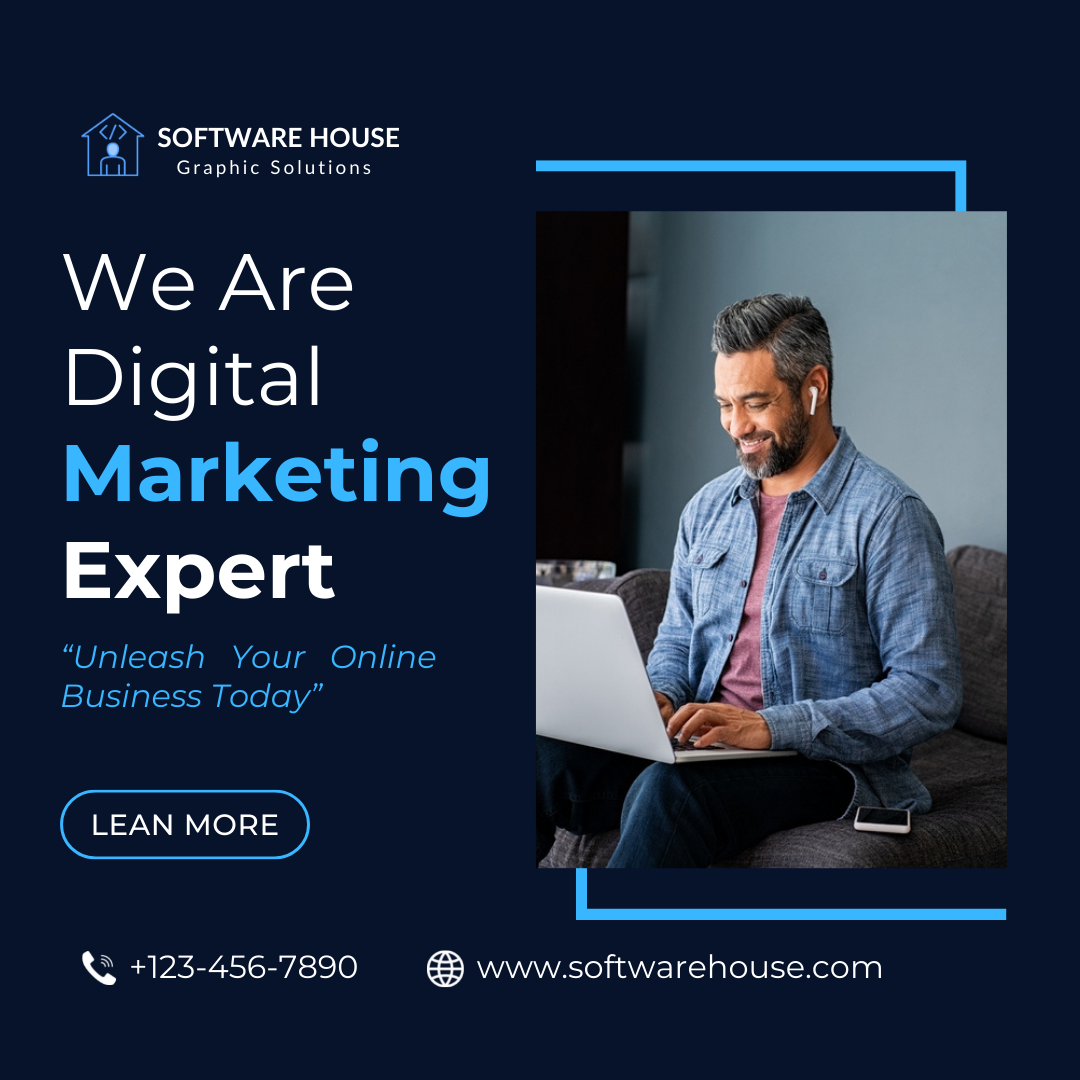 </>
SOFTWARE HOUSE
Graphic Solutions
We Are
Digital
Marketing
Expert
“Unleash Your Online
Business Today”
LEAN MORE
+123-456-7890
www.softwarehouse.com